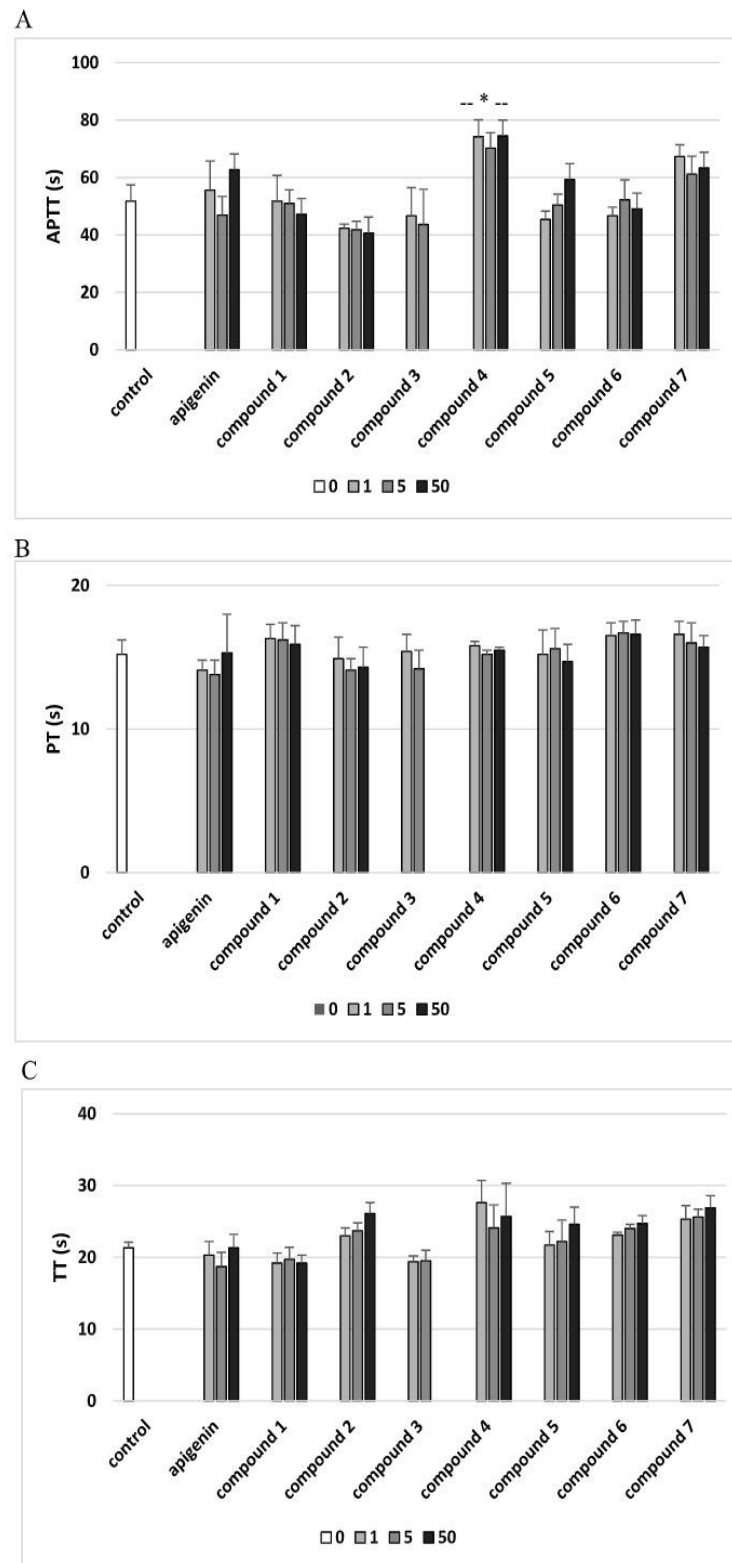 A
100
80
60
40
20
0
APTT (s)
-- * --
control
apigenin
compound 1
compound 2
compound 3
compound 4
compound 5
compound 6
compound 7
0 1 5 50
B
20
10
0
PT (s)
control
apigenin
compound 1
compound 2
compound 3
compound 4
compound 5
compound 6
compound 7
0 1 5 50
C
40
30
20
10
0
TT (s)
control
apigenin
compound 1
compound 2
compound 3
compound 4
compound 5
compound 6
compound 7
0 1 5 50